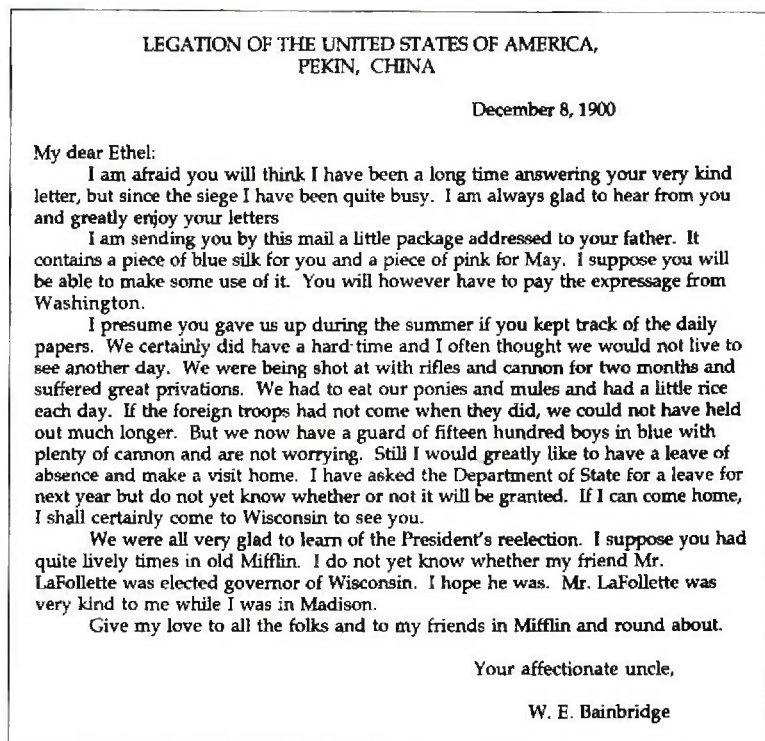 LEGATION OF THE UNITED STATES OF AMERICA,
PEKIN, CHINA
December 8, 1900
My dear Ethel:
I am afraid you will think I have been a long time answering your very kind
letter, but since the siege I have been quite busy. I am always glad to hear from you
and greatly enjoy your letters
I am sending you by this mail a little package addressed to your father. It
contains a piece of blue silk for you and a piece of pink for May. I suppose you will
be able to make some use of it. You will however have to pay the expressage from
Washington.
I presume you gave us up during the summer if you kept track of the daily
papers. We certainly did have a hard time and I often thought we would not live to
see another day. We were being shot at with rifles and cannon for two months and
suffered great privations. We had to eat our ponies and mules and had a little rice
each day. If the foreign troops had not come when they did, we could not have held
out much longer. But we now have a guard of fifteen hundred boys in blue with
plenty of cannon and are not worrying. Still I would greatly like to have a leave of
absence and make a visit home. I have asked the Department of State for a leave for
next year but do not yet know whether or not it will be granted. If I can come home,
I shall certainly come to Wisconsin to see you.
We were all very glad to learn of the President's reelection. I suppose you had
quite lively times in old Mifflin. I do not yet know whether my friend Mr.
LaFollette was elected governor of Wisconsin. I hope he was. Mr. LaFollette was
very kind to me while I was in Madison.
Give my love to all the folks and to my friends in Mifflin and round about.
Your affectionate uncle,
W. E. Bainbridge